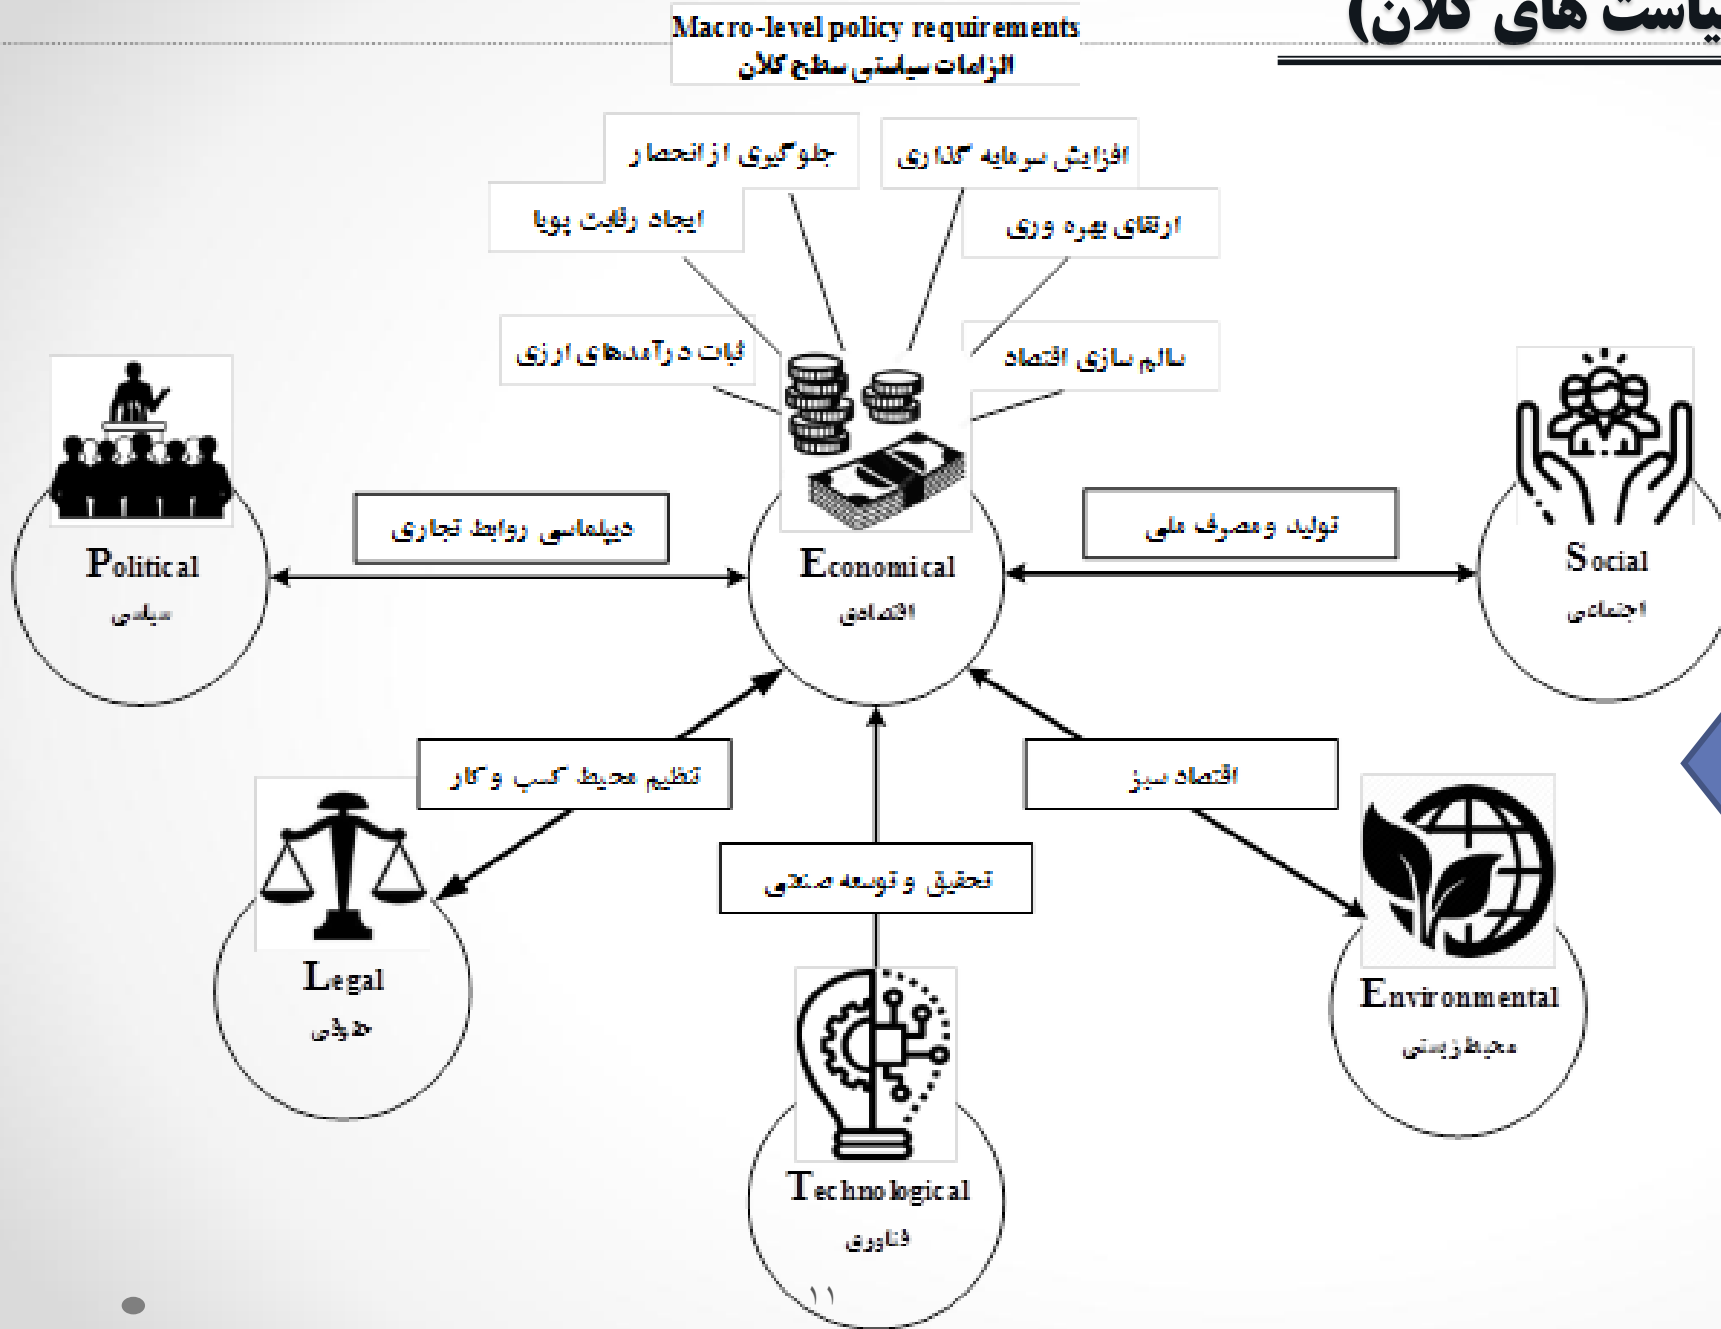 سیاست های کلان)
Macro-level policy requirements
الزامات سیاستی سطح کلان
جلوگیری از انحصار
افزایش سرمایه گذاری
ایجاد رقابت پویا
ارتقای بهره وری
ثبات درآمدهای ارزی
سالم سازی اقتصاد
دیپلماسی روابط تجاری
تولید و مصرف ملی
Political
سیاسی
Economical
اقتصادی
Social
اجتماعی
تنظیم محیط کسب و کار
اقتصاد سبز
تحقیق و توسعه صنعتی
Legal
حقوقی
Environmental
محیط زیستی
Technological
فناوری
۱۱